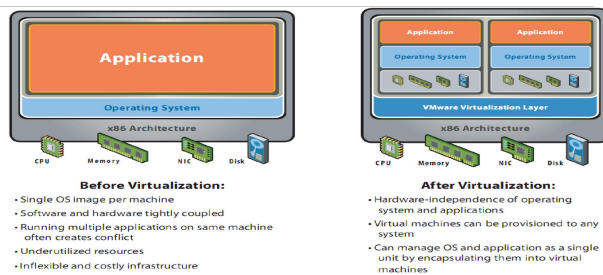 Application
Operating System
x86 Architecture
CPU
Memory
NIC
Disk
Before Virtualization:
• Single OS image per machine
• Software and hardware tightly coupled
• Running multiple applications on same machine
often creates conflict
• Underutilized resources
• Inflexible and costly infrastructure
Application Application
Operating System Operating System
VMware Virtualization Layer
x86 Architecture
CPU
Memory
NIC
Disk
After Virtualization:
• Hardware-independence of operating
system and applications
• Virtual machines can be provisioned to any
system
• Can manage OS and application as a single
unit by encapsulating them into virtual
machines